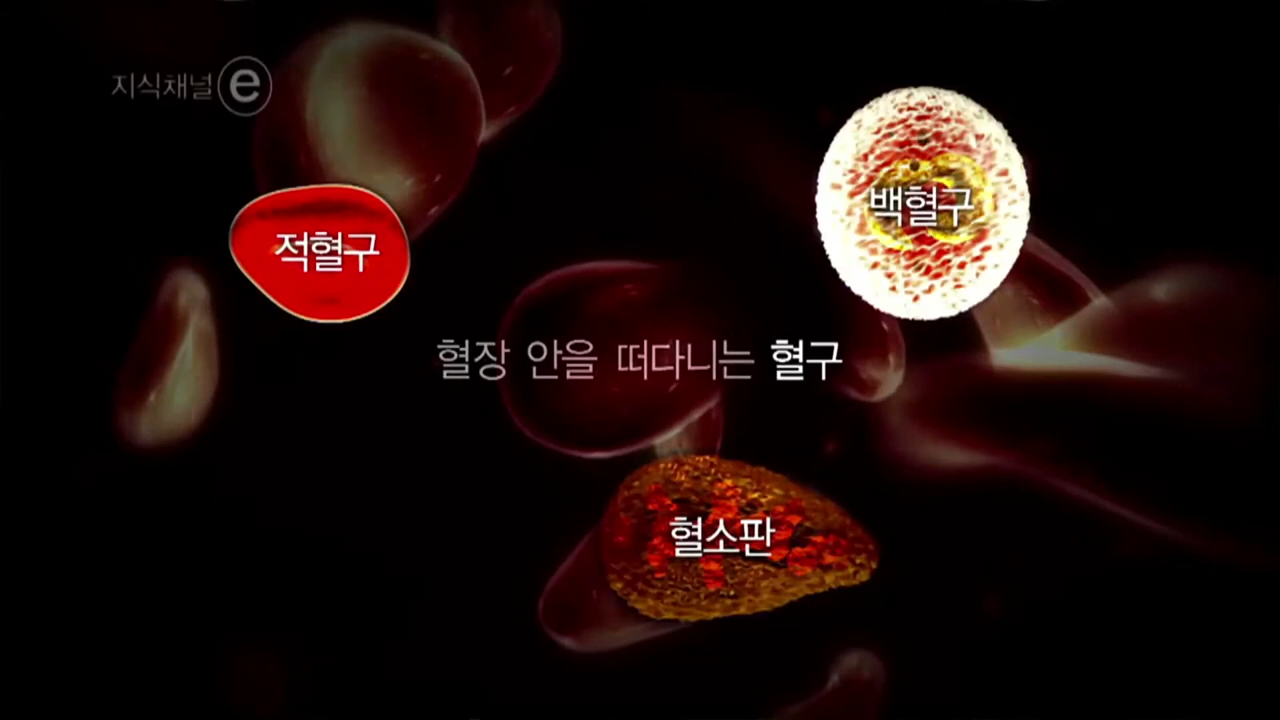 지식채널 e
백혈구
적혈구
혈장 안을 떠다니는 혈구
혈소판